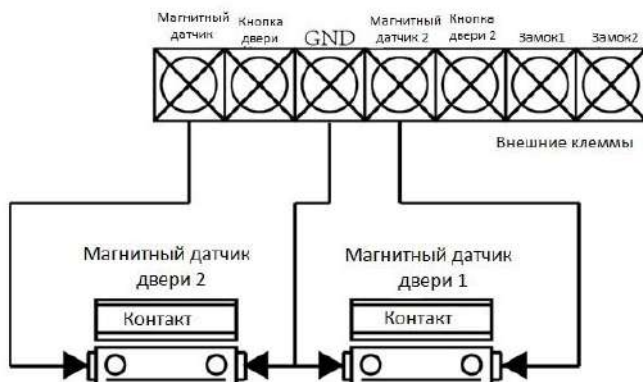 Магнитный датчик
Кнопка двери
GND
Магнитный датчик 2
Кнопка двери 2
Замок1
Замок2
Внешние клеммы
Магнитный датчик
двери 2
Магнитный датчик
двери 1
Контакт
Контакт